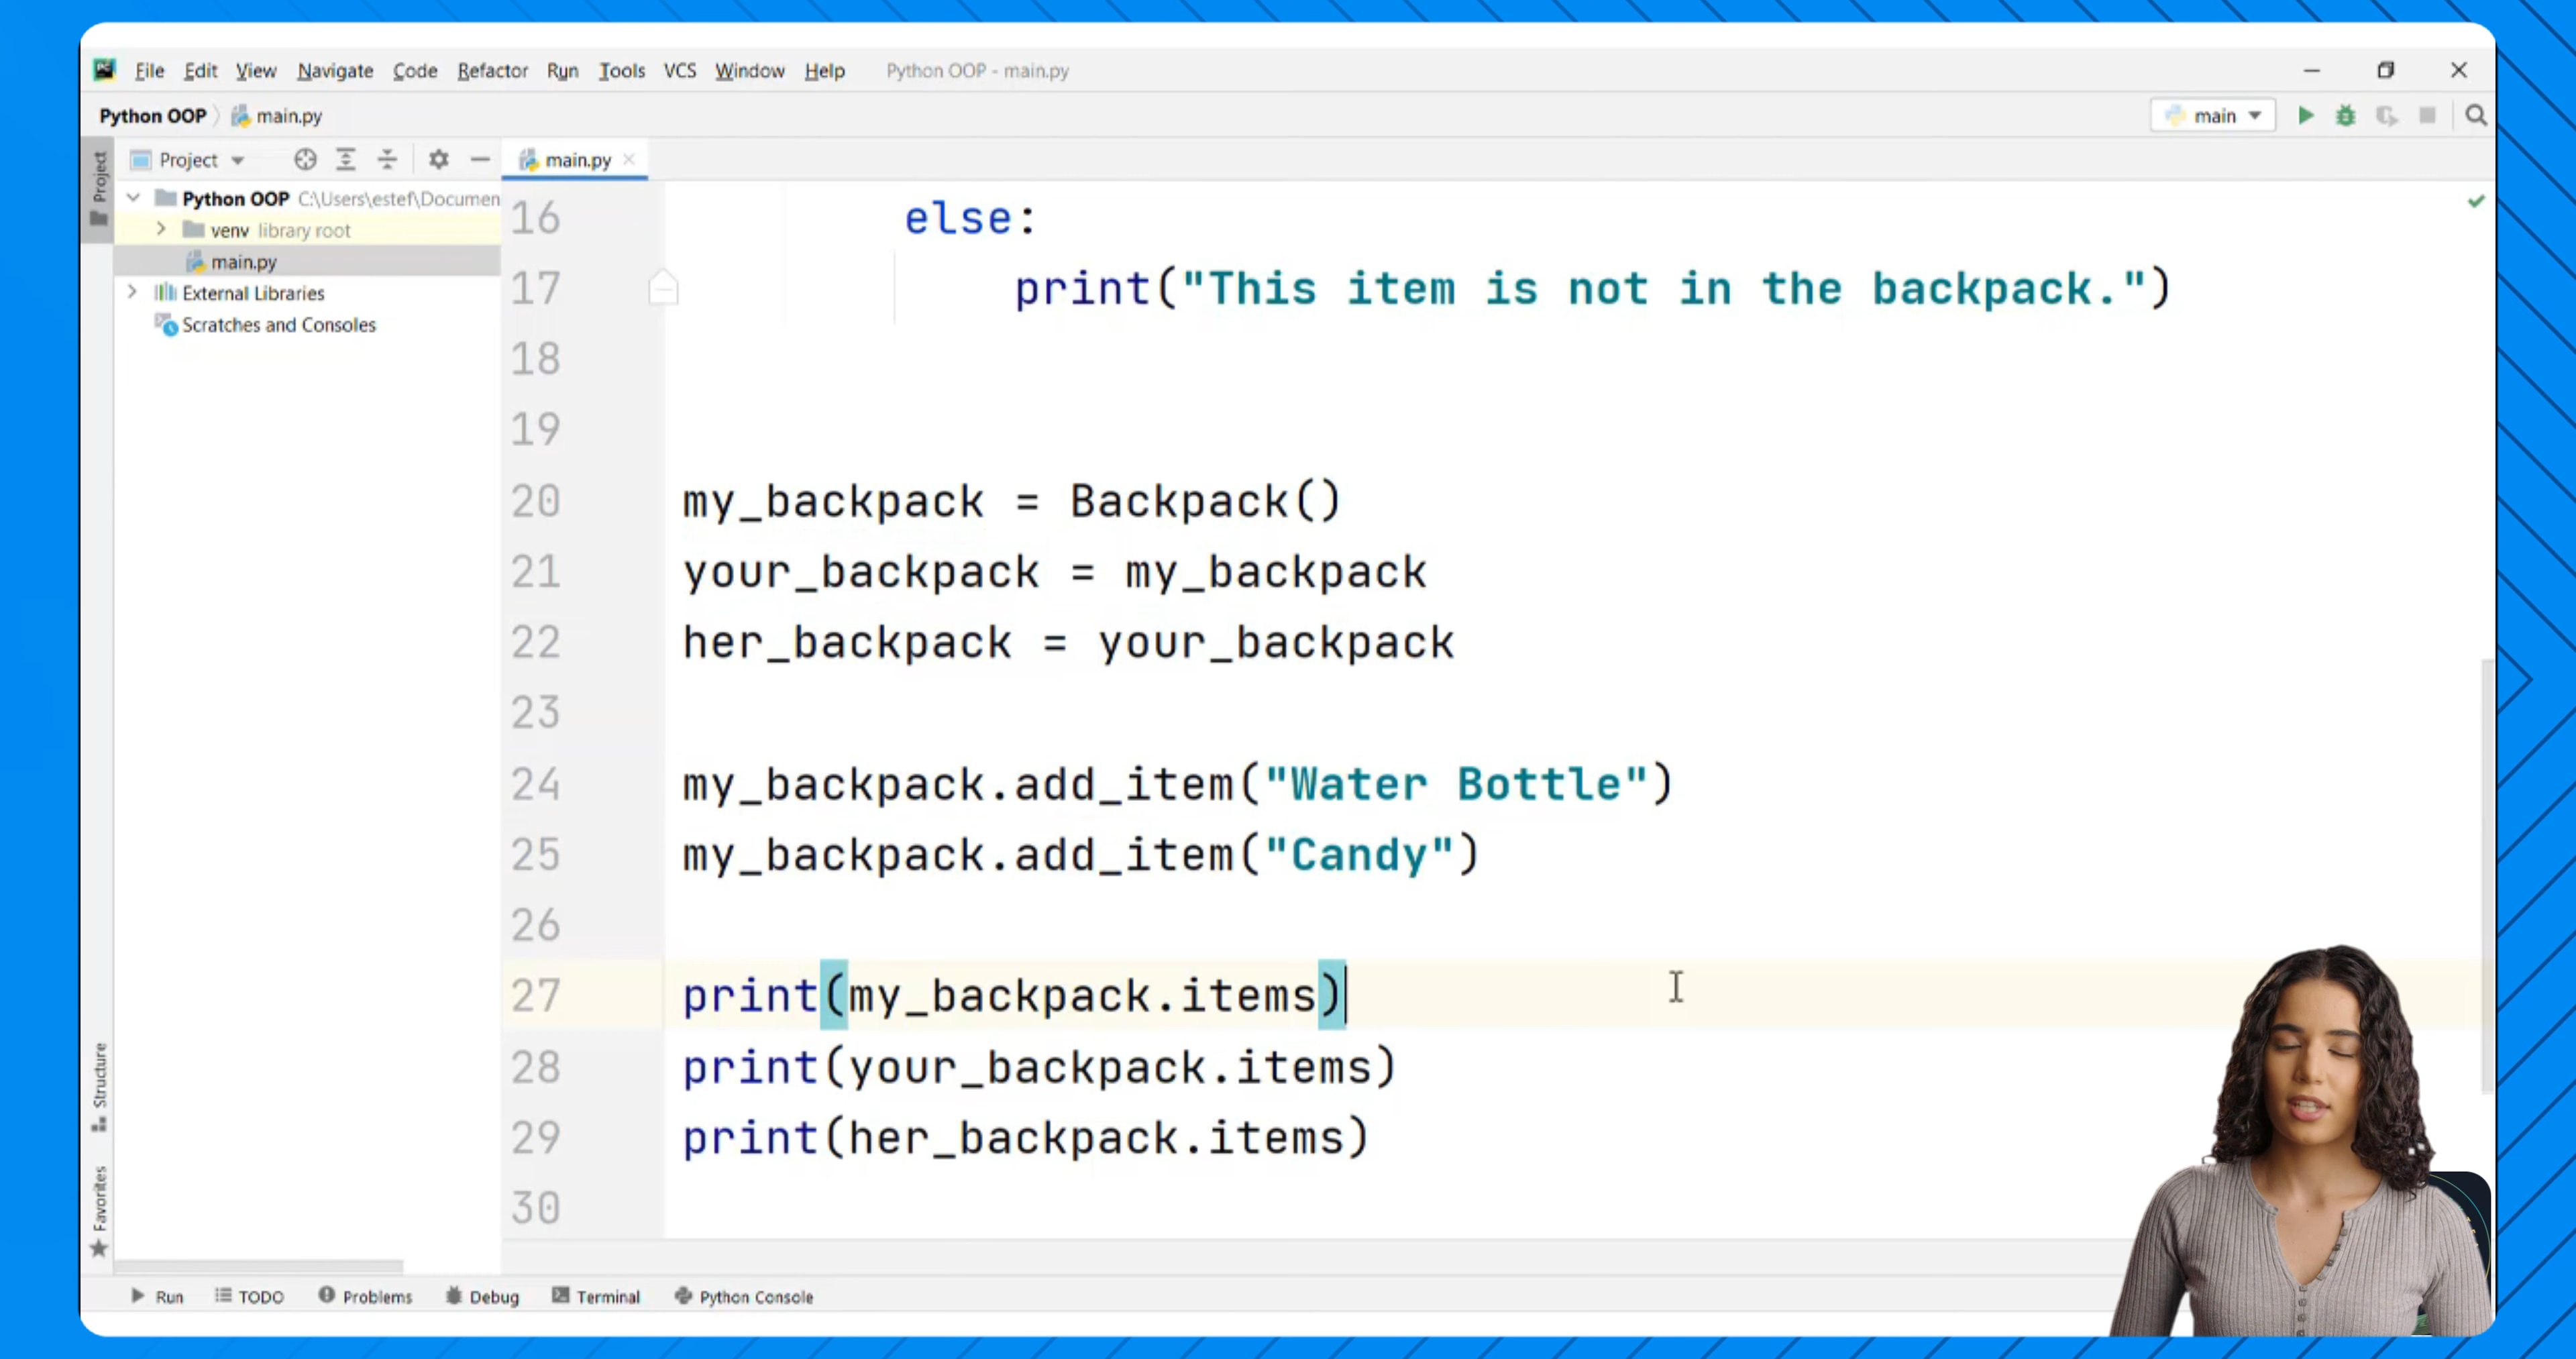 File Edit View Navigate Code Refactor Run Tools VCS Window Help Python OOP - main.py
Python OOP main.py main
Project main.py
Project
Python OOP C:\Users\estef\Documen
venv library root
main.py
External Libraries
Scratches and Consoles
16 else:
17 print("This item is not in the backpack.")
18
19
20 my_backpack = Backpack()
21 your_backpack = my_backpack
22 her_backpack = your_backpack
23
24 my_backpack.add_item("Water Bottle")
25 my_backpack.add_item("Candy")
26
27 print(my_backpack.items)
28 print(your_backpack.items)
29 print(her_backpack.items)
30
Structure
Favorites
Run TODO Problems Debug Terminal Python Console